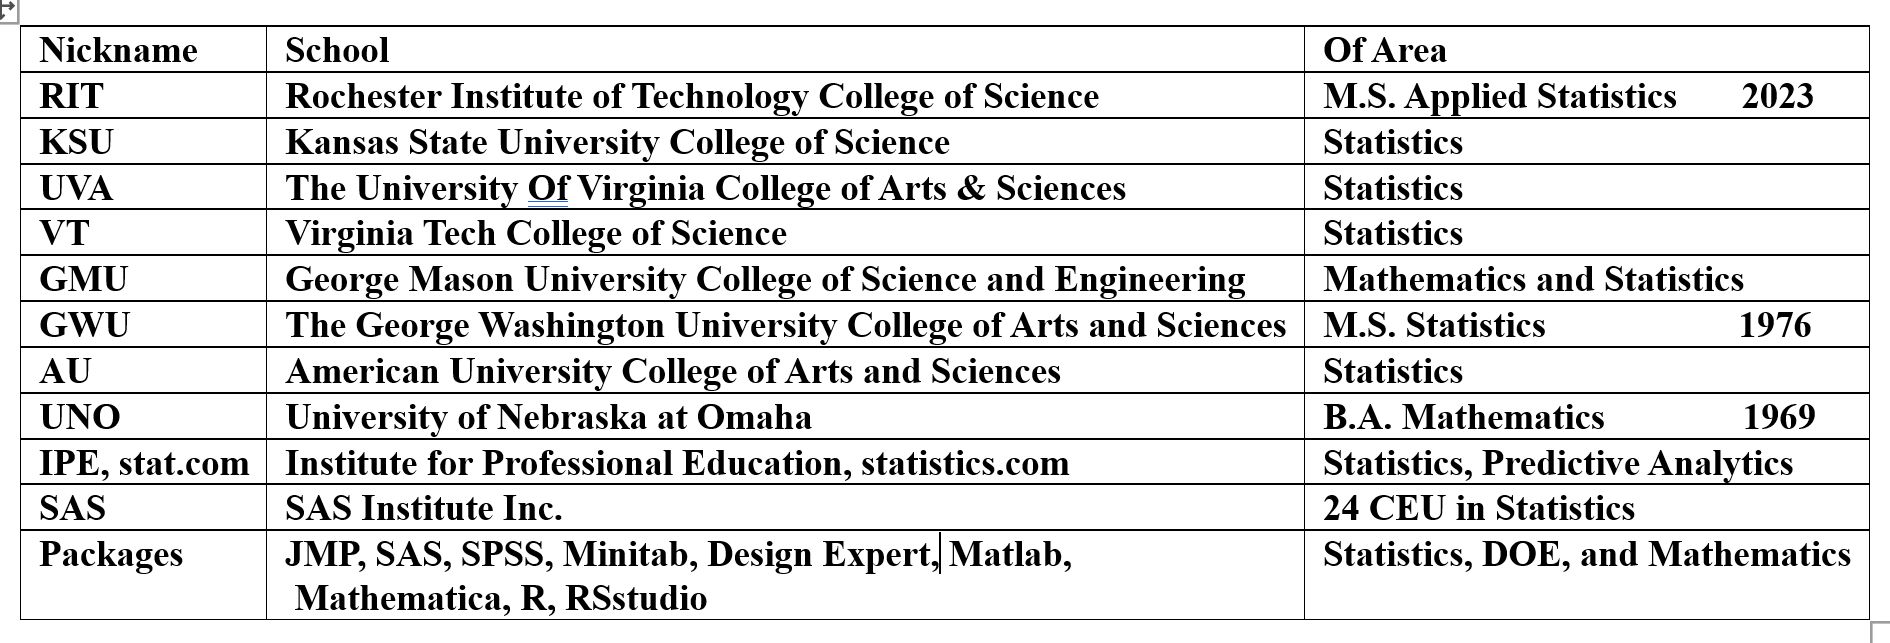 Nickname School Of Area
RIT Rochester Institute of Technology College of Science M.S. Applied Statistics 2023
KSU Kansas State University College of Science Statistics
UVA The University Of Virginia College of Arts & Sciences Statistics
VT Virginia Tech College of Science Statistics
GMU George Mason University College of Science and Engineering Mathematics and Statistics
GWU The George Washington University College of Arts and Sciences M.S. Statistics 1976
AU American University College of Arts and Sciences Statistics
UNO University of Nebraska at Omaha B.A. Mathematics 1969
IPE, stat.com Institute for Professional Education, statistics.com Statistics, Predictive Analytics
SAS SAS Institute Inc. 24 CEU in Statistics
Packages JMP, SAS, SPSS, Minitab, Design Expert, Matlab, Statistics, DOE, and Mathematics
Mathematica, R, RSstudio